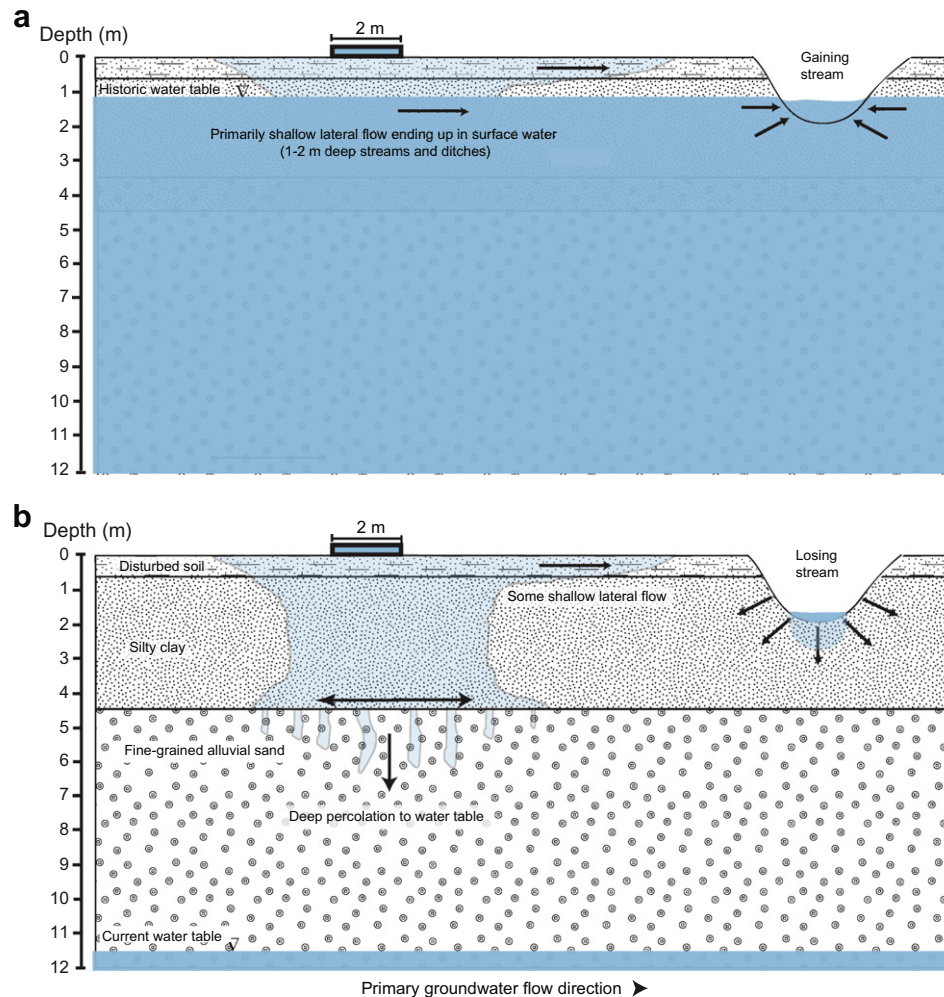 a
Depth (m)
2 m
0
1
2
3
4
5
6
7
8
9
10
11
12
Historic water table
Gaining
stream
Primarily shallow lateral flow ending up in surface water
(1-2 m deep streams and ditches)
b
Depth (m)
2 m
0
1
2
3
4
5
6
7
8
9
10
11
12
Disturbed soil
Losing
stream
Some shallow lateral flow
Silty clay
Fine-grained alluvial sand
Deep percolation to water table
Current water table
Primary groundwater flow direction